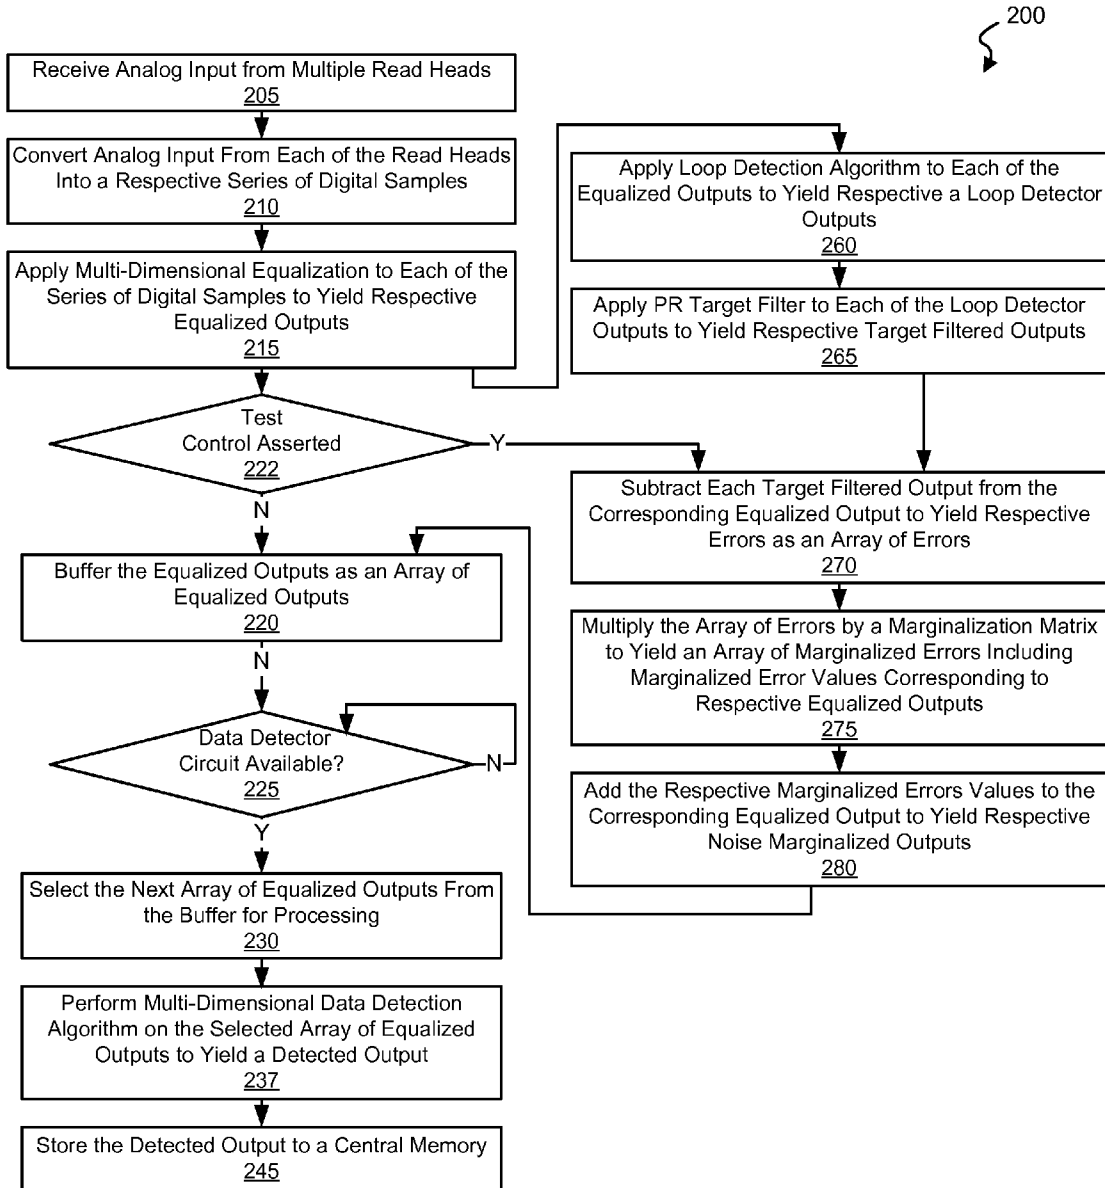 200
Receive Analog Input from Multiple Read Heads
205
Convert Analog Input From Each of the Read Heads
Into a Respective Series of Digital Samples
210
Apply Multi-Dimensional Equalization to Each of the
Series of Digital Samples to Yield Respective
Equalized Outputs
215
Test
Control Asserted
222
Y
N
Buffer the Equalized Outputs as an Array of
Equalized Outputs
220
N
Data Detector
Circuit Available?
225
N
Y
Select the Next Array of Equalized Outputs From
the Buffer for Processing
230
Perform Multi-Dimensional Data Detection
Algorithm on the Selected Array of Equalized
Outputs to Yield a Detected Output
237
Store the Detected Output to a Central Memory
245
Apply Loop Detection Algorithm to Each of the
Equalized Outputs to Yield Respective a Loop Detector
Outputs
260
Apply PR Target Filter to Each of the Loop Detector
Outputs to Yield Respective Target Filtered Outputs
265
Subtract Each Target Filtered Output from the
Corresponding Equalized Output to Yield Respective
Errors as an Array of Errors
270
Multiply the Array of Errors by a Marginalization Matrix
to Yield an Array of Marginalized Errors Including
Marginalized Error Values Corresponding to
Respective Equalized Outputs
275
Add the Respective Marginalized Errors Values to the
Corresponding Equalized Output to Yield Respective
Noise Marginalized Outputs
280